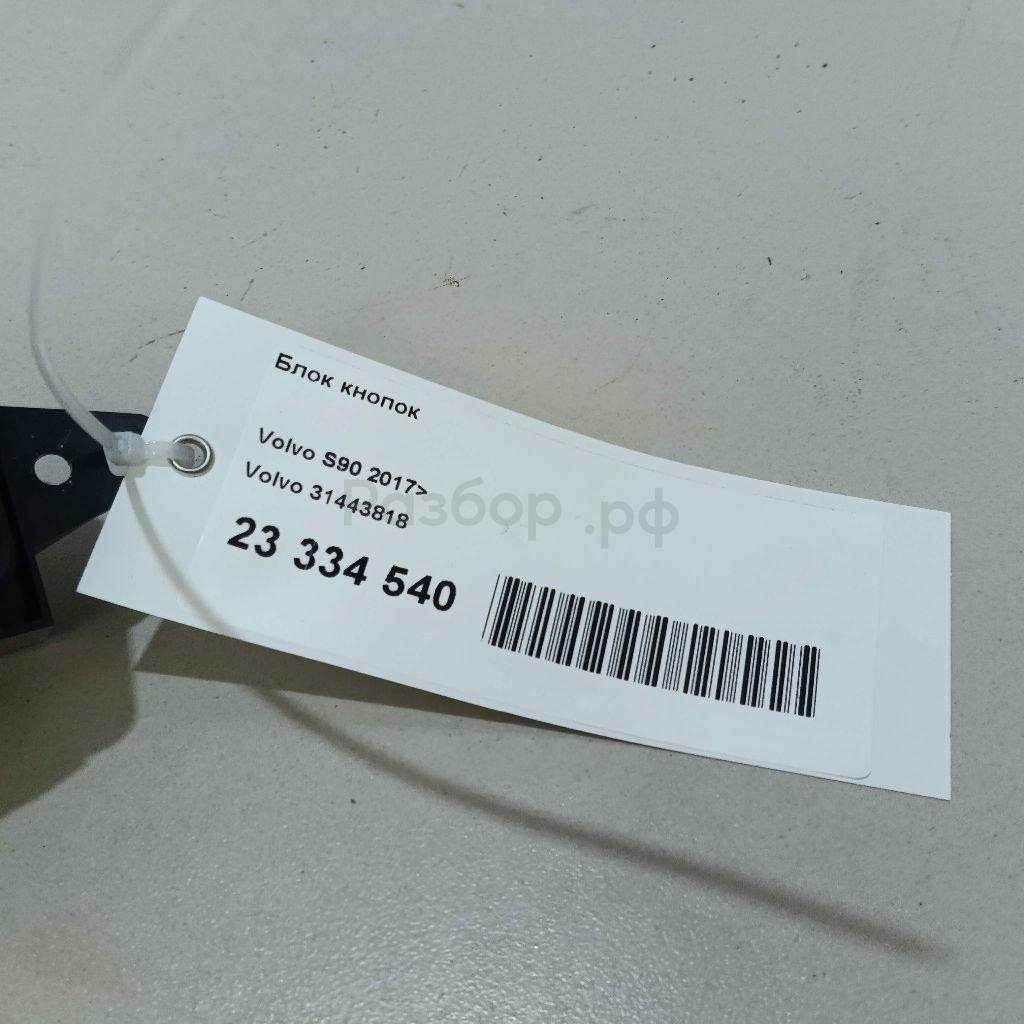 Блок кнопок
Volvo S90 2017>
Volvo 31443818
Разбор.рф
23 334 540